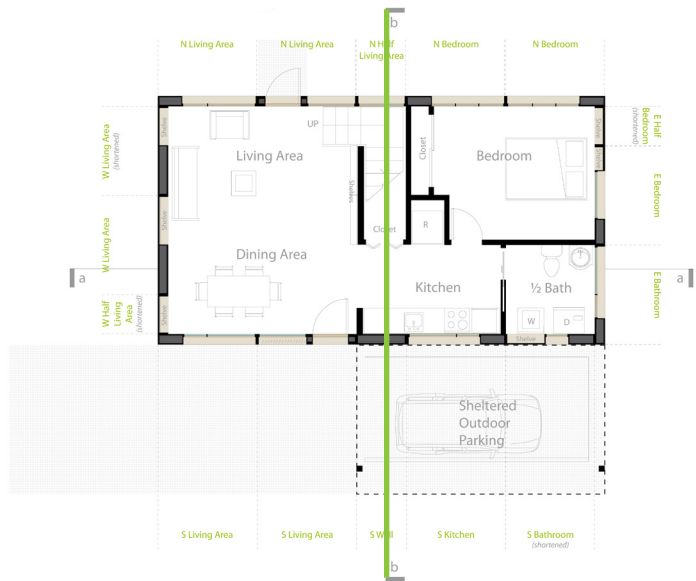 b
N Living Area
N Living Area
N Half
Living Area
N Bedroom
N Bedroom
UP
Living Area
Closet
Bedroom
Shelve
Shelve
Shelve
Shelve
Shelve
Shelves
W Living Area
(shortened)
W Living Area
W Half
Living
Area
(shortened)
E Half
Bedroom
(shortened)
E Bedroom
E Bathroom
R
Closet
Dining Area
Kitchen
½ Bath
T
W
D
Shelve
a
a
Sheltered
Outdoor
Parking
S Living Area
S Living Area
S Kitchen
S Bathroom
(shortened)
b